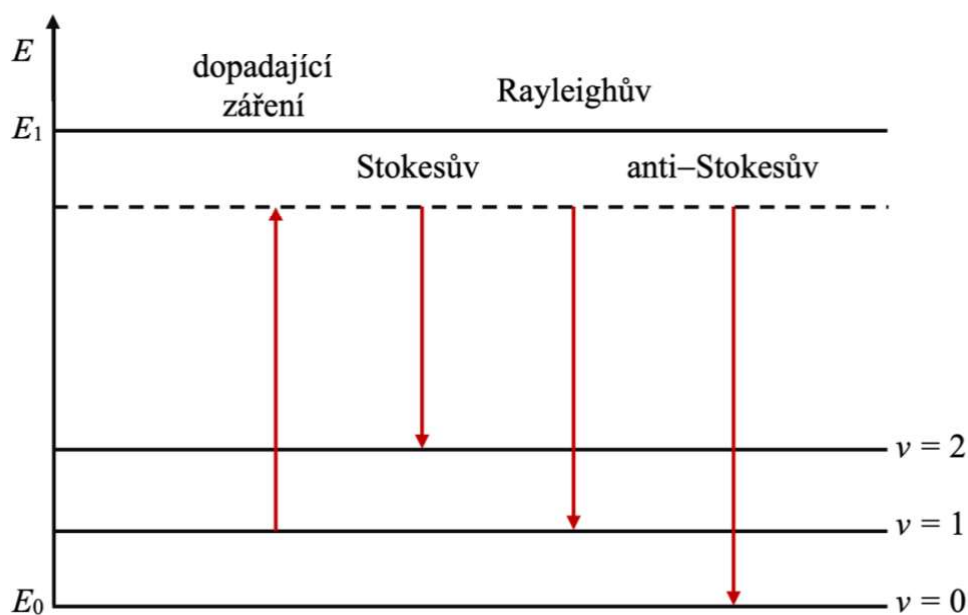 E
dopadající
záření
Rayleighův
E₁
Stokesův
anti–Stokesův
v = 2
v = 1
E₀
v = 0